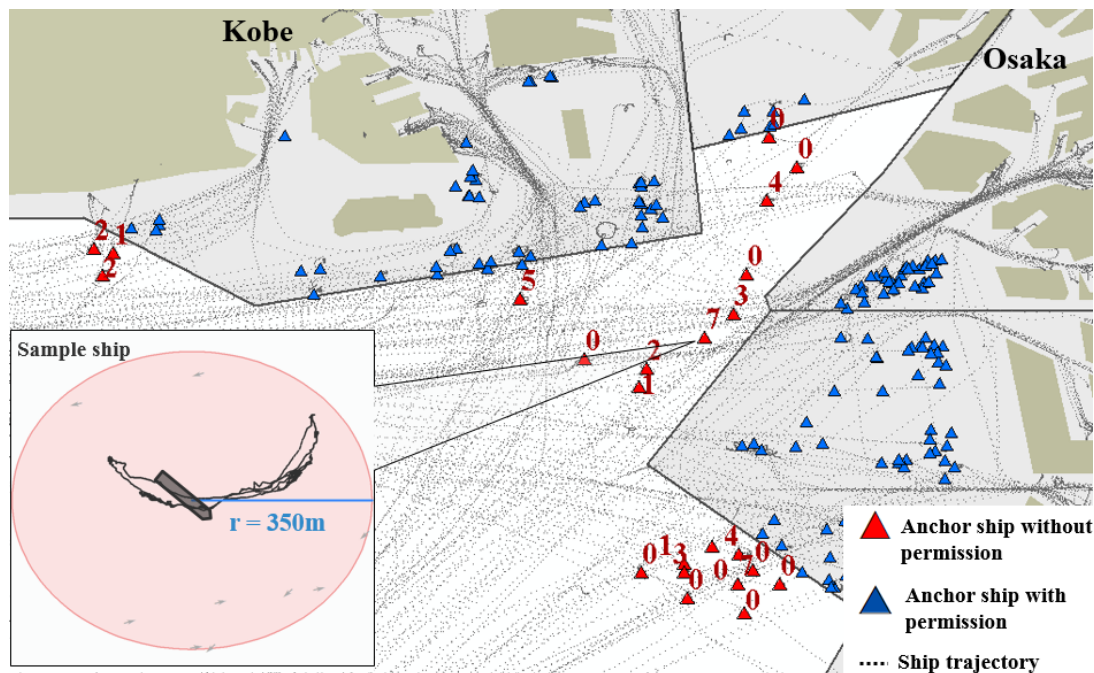 Kobe
Osaka
0
0
4
2
1
2
0
5
3
7
0
2
1
Sample ship
r = 350m
4
0
1
3
0
7
0
0
0
0
Anchor ship without
permission
Anchor ship with
permission
Ship trajectory